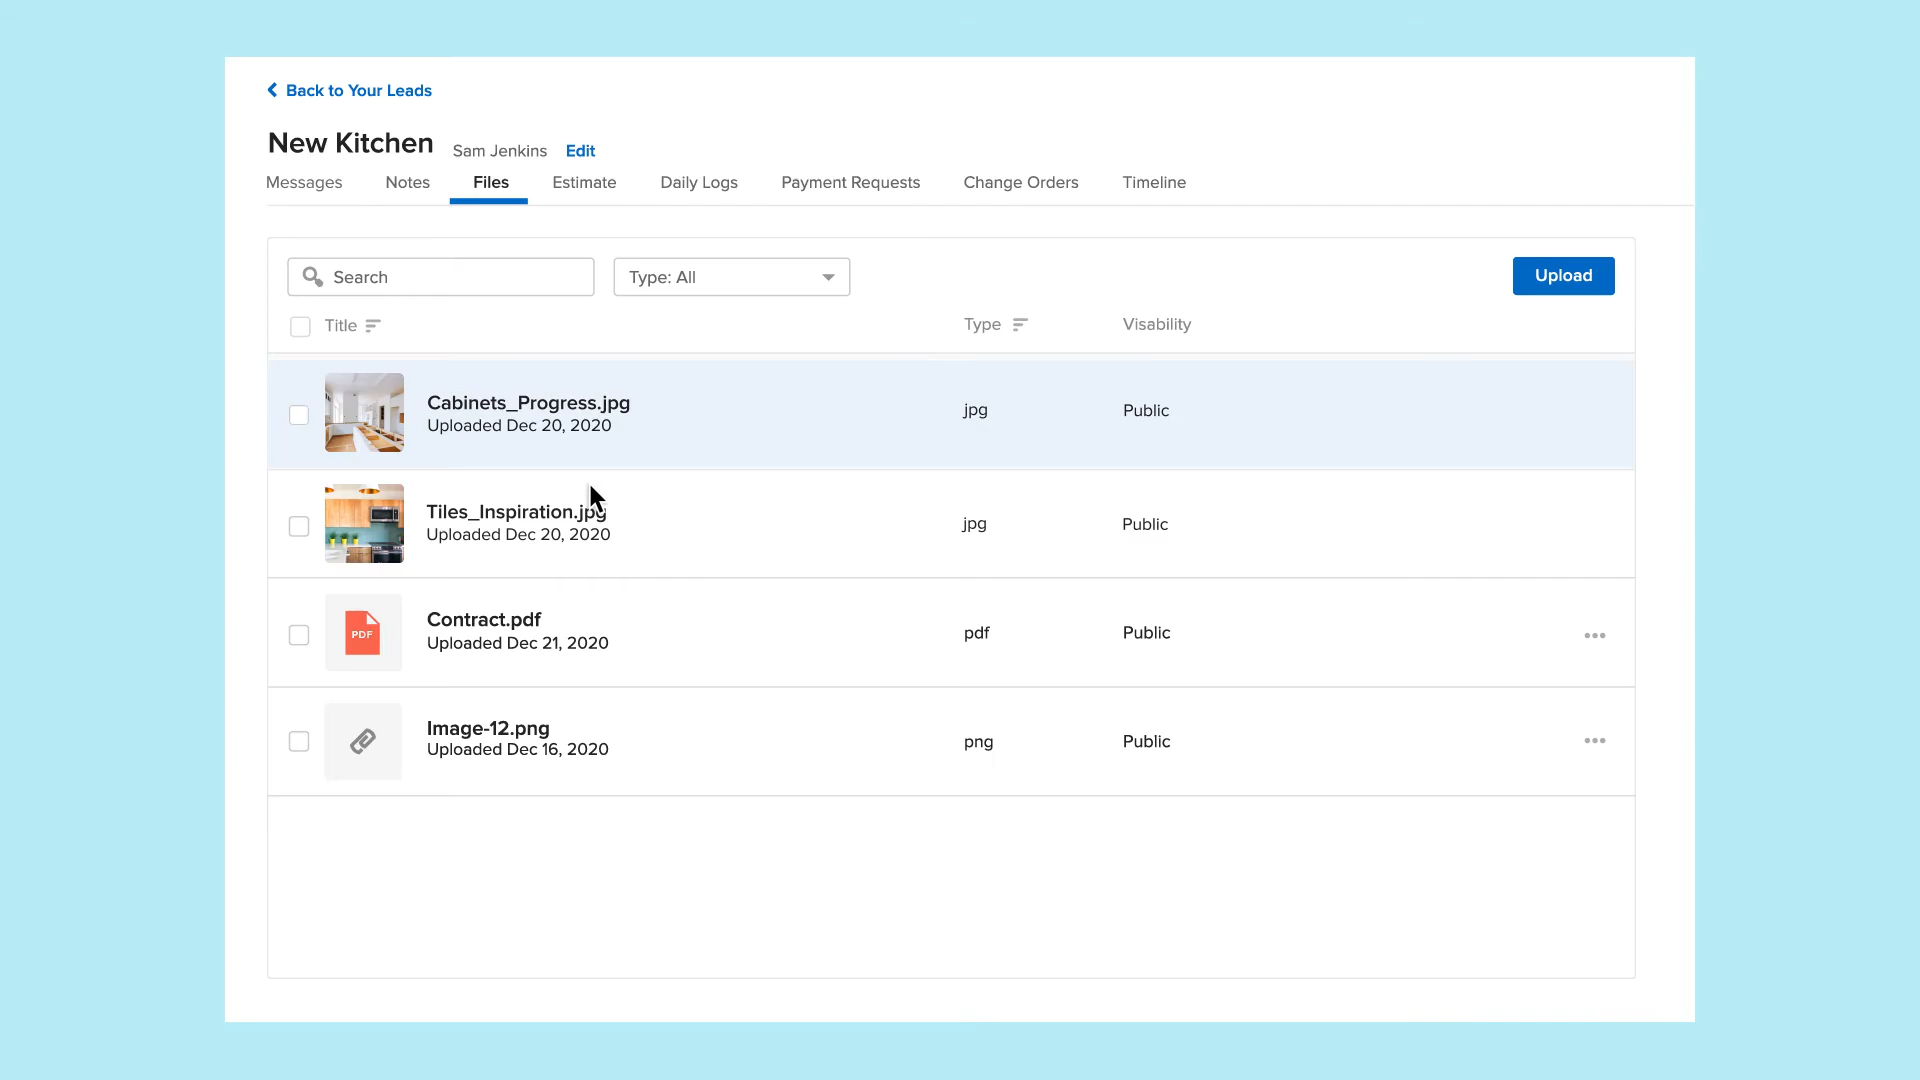 Back to Your Leads
New Kitchen Sam Jenkins Edit
Messages Notes Files Estimate Daily Logs Payment Requests Change Orders Timeline
Search Type: All Upload
Title Type Visability
Cabinets_Progress.jpg
Uploaded Dec 20, 2020
jpg Public
Tiles_Inspiration.jpg
Uploaded Dec 20, 2020
jpg Public
PDF
Contract.pdf
Uploaded Dec 21, 2020
pdf Public
Image-12.png
Uploaded Dec 16, 2020
png Public